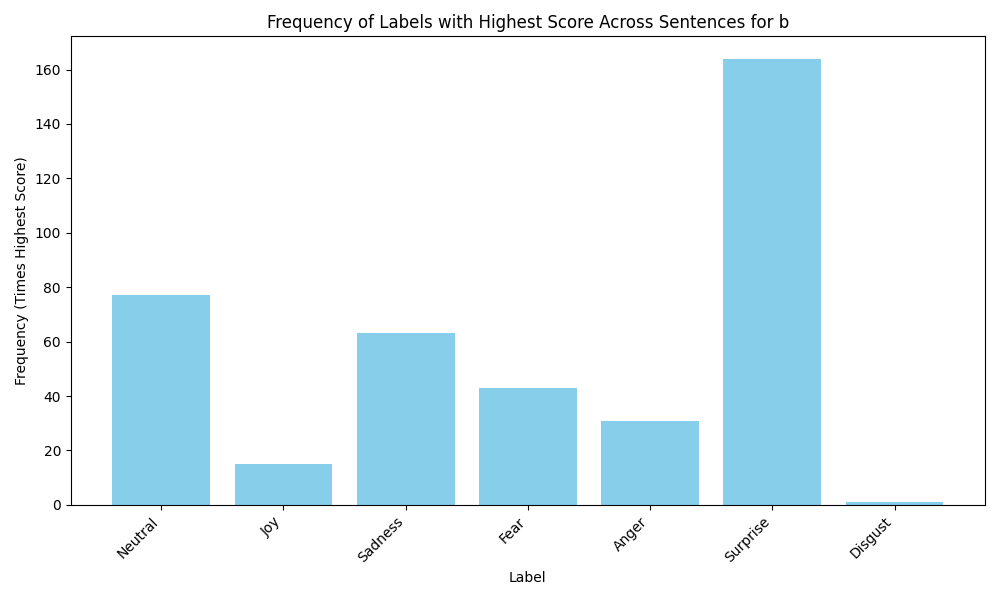 Frequency of Labels with Highest Score Across Sentences for b
Frequency (Times Highest Score)
160
140
120
100
80
60
40
20
0
Neutral
Joy
Sadness
Fear
Anger
Surprise
Disgust
Label